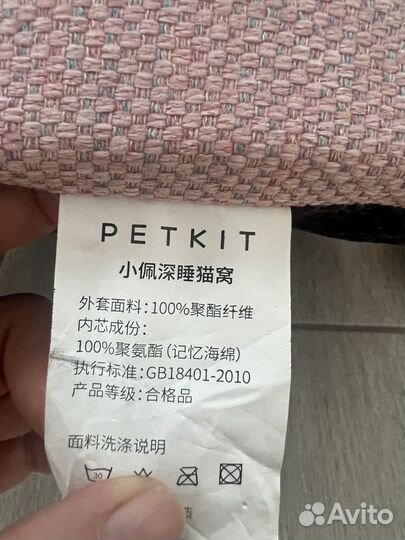 PETKIT
小佩深睡猫窝
外套面料：100%聚酯纤维
内芯成份：
100%聚氨酯（记忆海绵）
执行标准：GB18401-2010
产品等级：合格品
面料洗涤说明
30
Avito